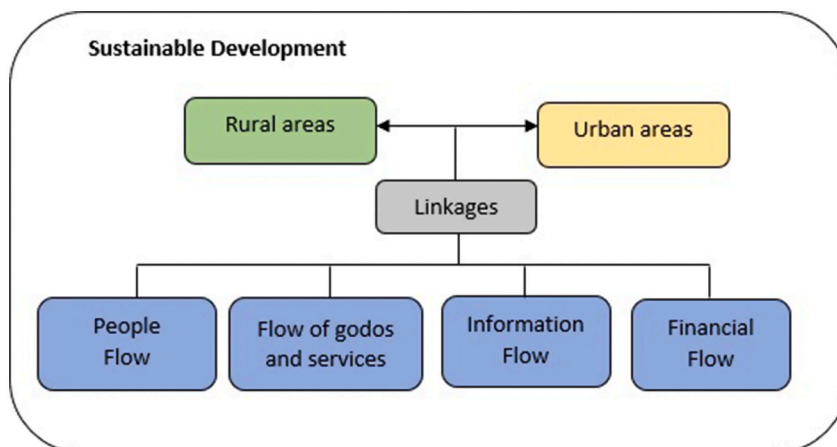 Sustainable Development
Rural areas
Urban areas
Linkages
People
Flow
Flow of godos
and services
Information
Flow
Financial
Flow